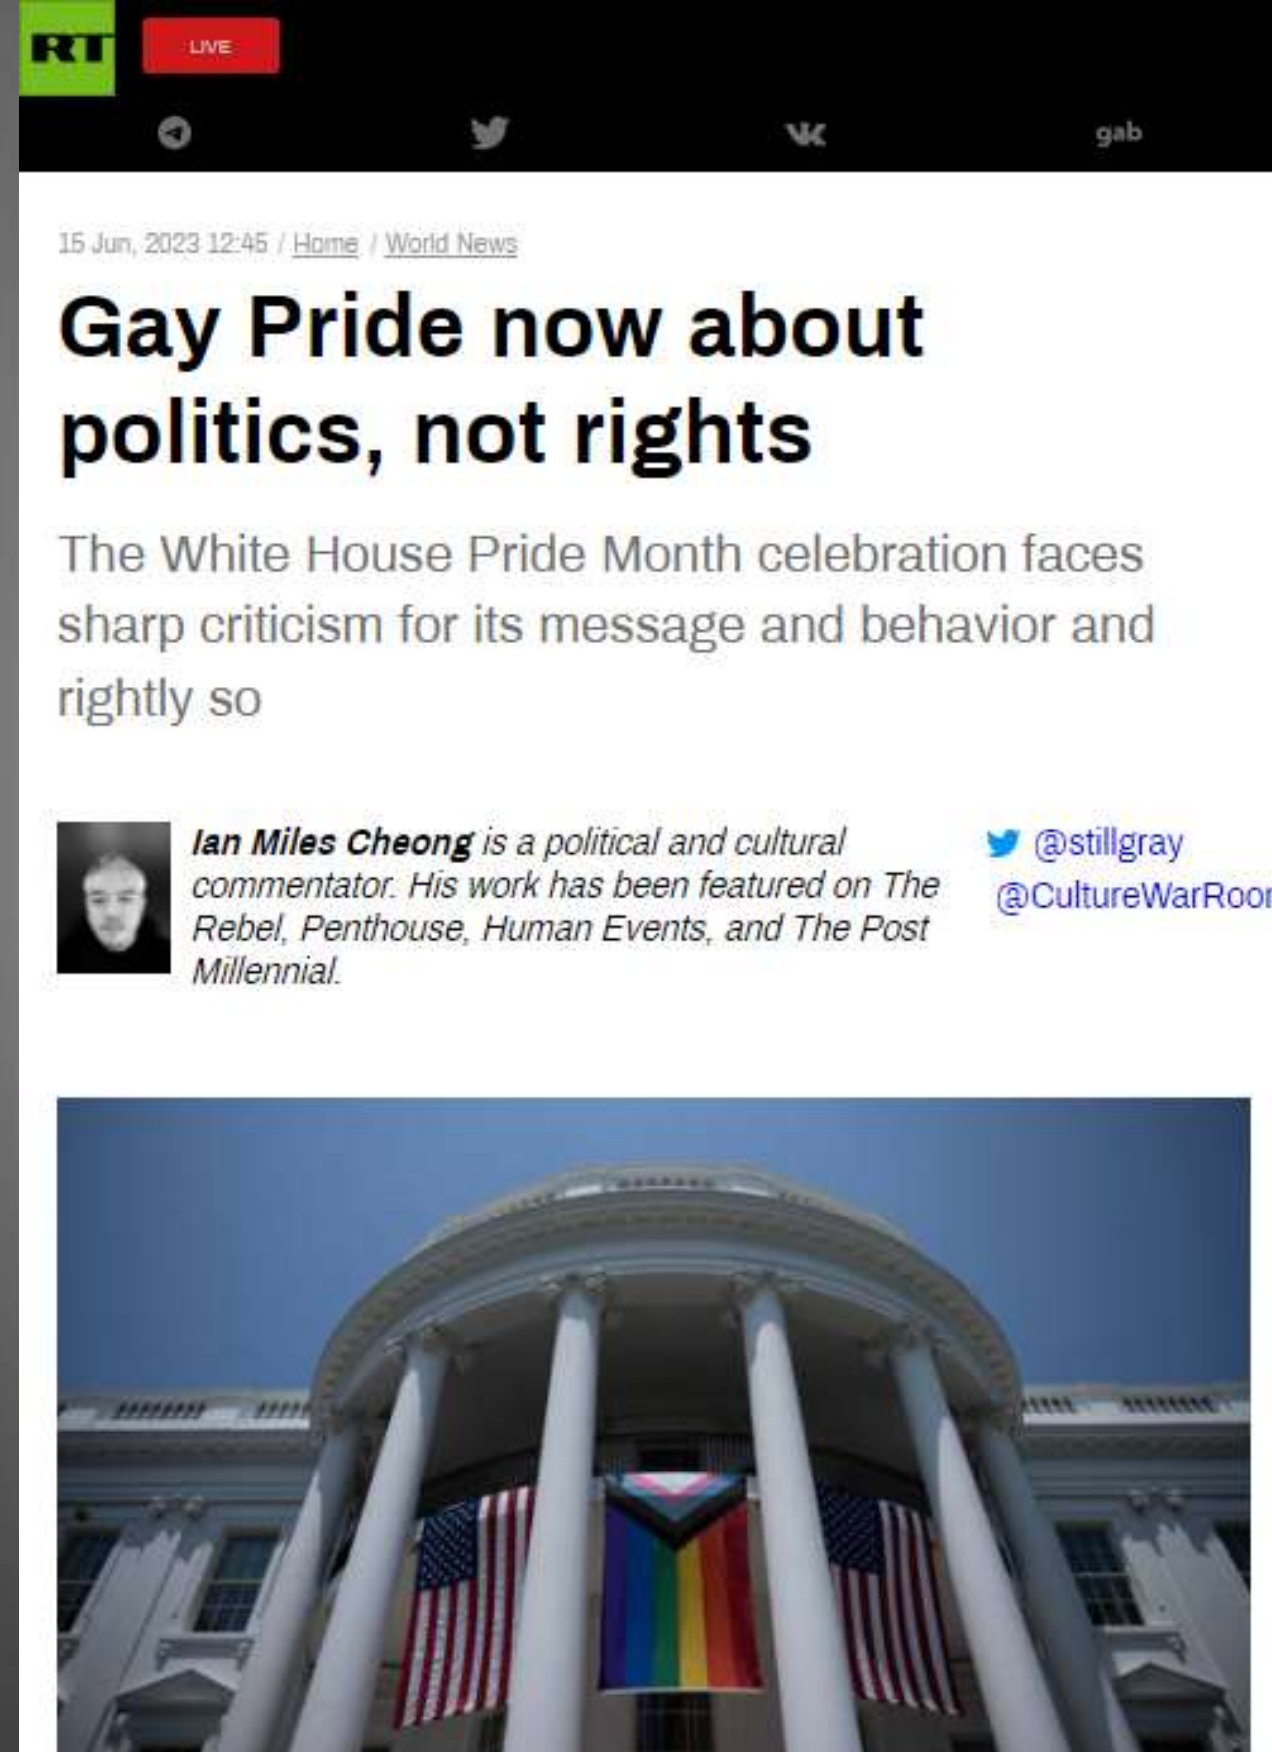 RT
LIVE
gab
15 Jun, 2023 12:45 / Home / World News
Gay Pride now about
politics, not rights
The White House Pride Month celebration faces
sharp criticism for its message and behavior and
rightly so
Ian Miles Cheong is a political and cultural
commentator. His work has been featured on The
Rebel, Penthouse, Human Events, and The Post
Millennial.
@stillgray
@CultureWarRoo